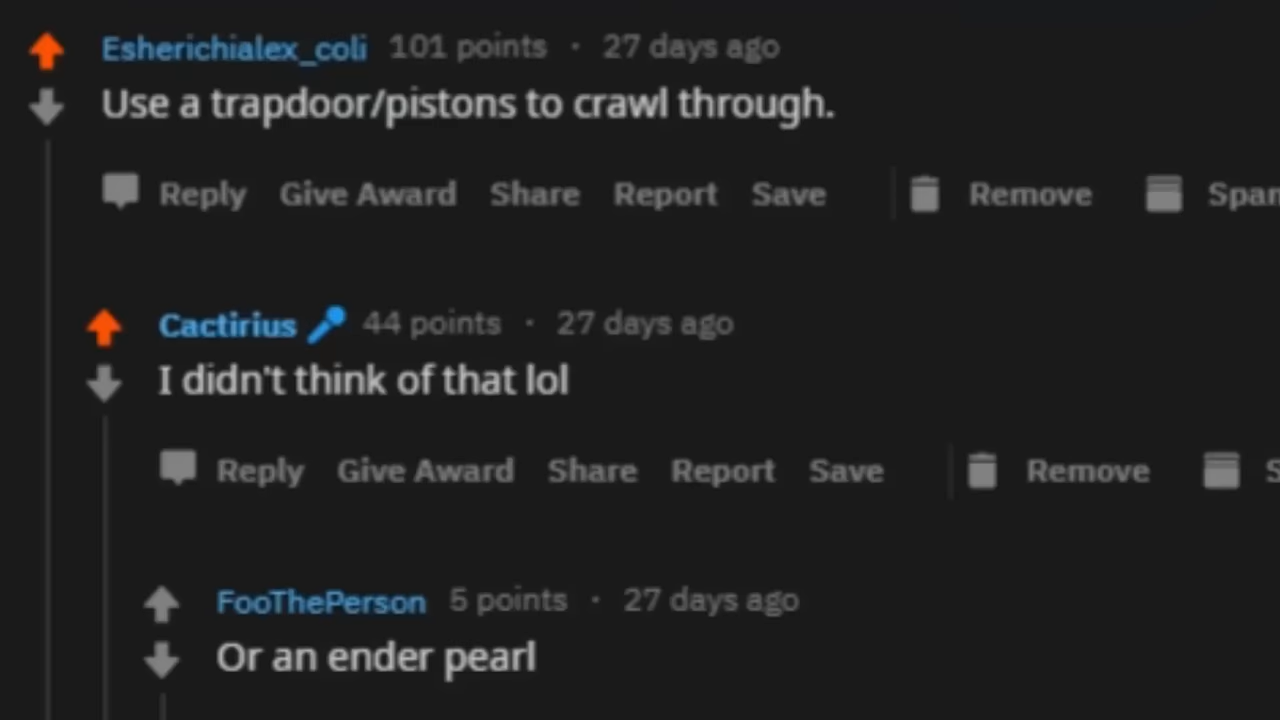 Esherichialex_coli 101 points · 27 days ago
Use a trapdoor/pistons to crawl through.
Reply Give Award Share Report Save Remove Spam
Cactirius 44 points · 27 days ago
I didn't think of that lol
Reply Give Award Share Report Save Remove S
FooThePerson 5 points · 27 days ago
Or an ender pearl